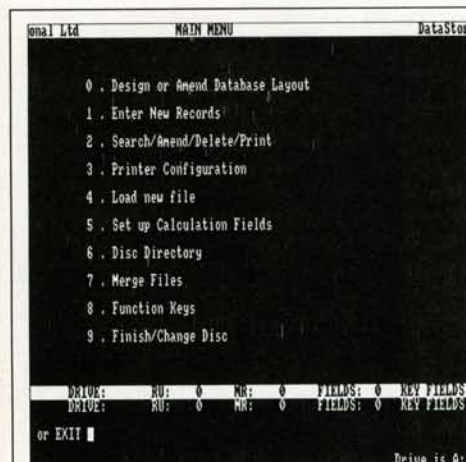 onal Ltd MAIN MENU DataStor
0 . Design or Amend Database Layout
1 . Enter New Records
2 . Search/Amend/Delete/Print
3 . Printer Configuration
4 . Load new file
5 . Set up Calculation Fields
6 . Disc Directory
7 . Merge Files
8 . Function Keys
9 . Finish/Change Disc
DRIVE: RU: 0 MR: 0 FIELDS: 0 KEY FIELDS
DRIVE: RU: 0 MR: 0 FIELDS: 0 KEY FIELDS
or EXIT
Drive is A: